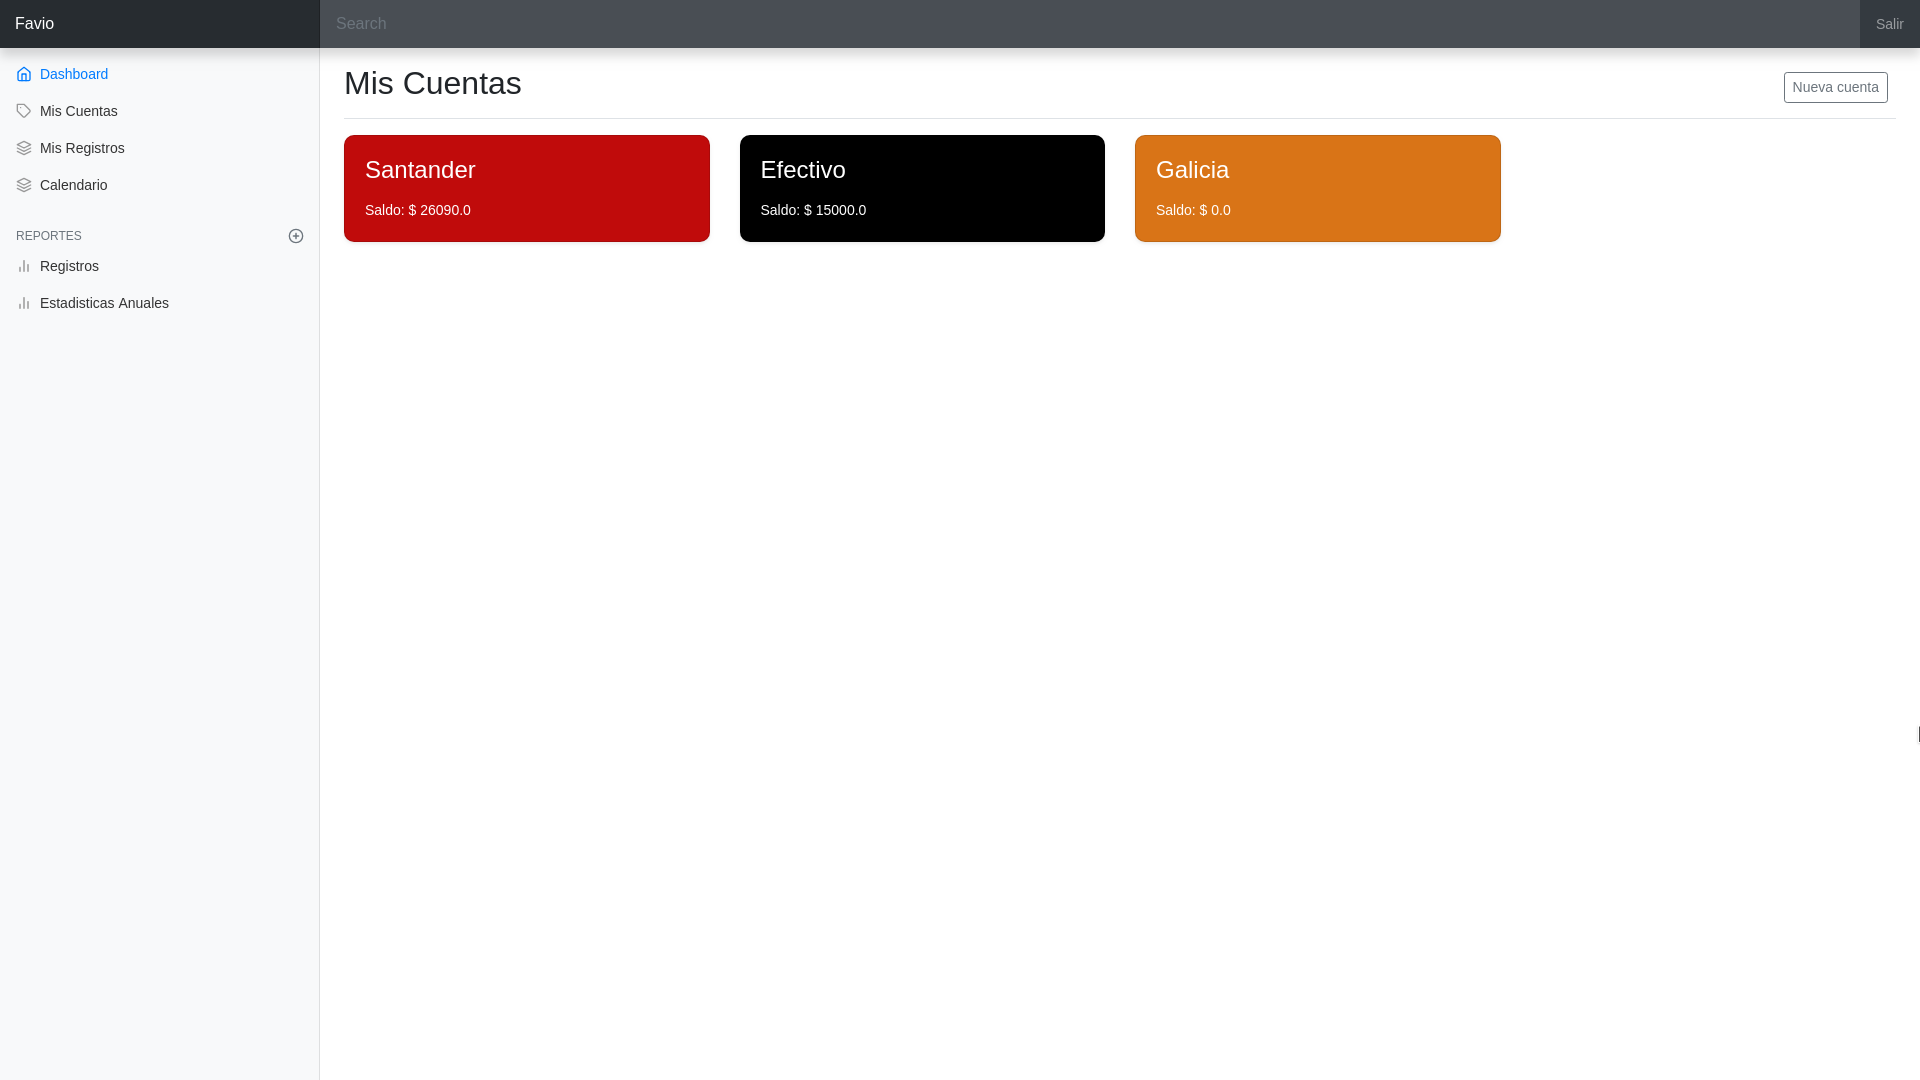 Favio
Search
Salir
Dashboard
Mis Cuentas
Mis Registros
Calendario
REPORTES
Registros
Estadisticas Anuales
Mis Cuentas
Nueva cuenta
Santander
Saldo: $ 26090.0
Efectivo
Saldo: $ 15000.0
Galicia
Saldo: $ 0.0